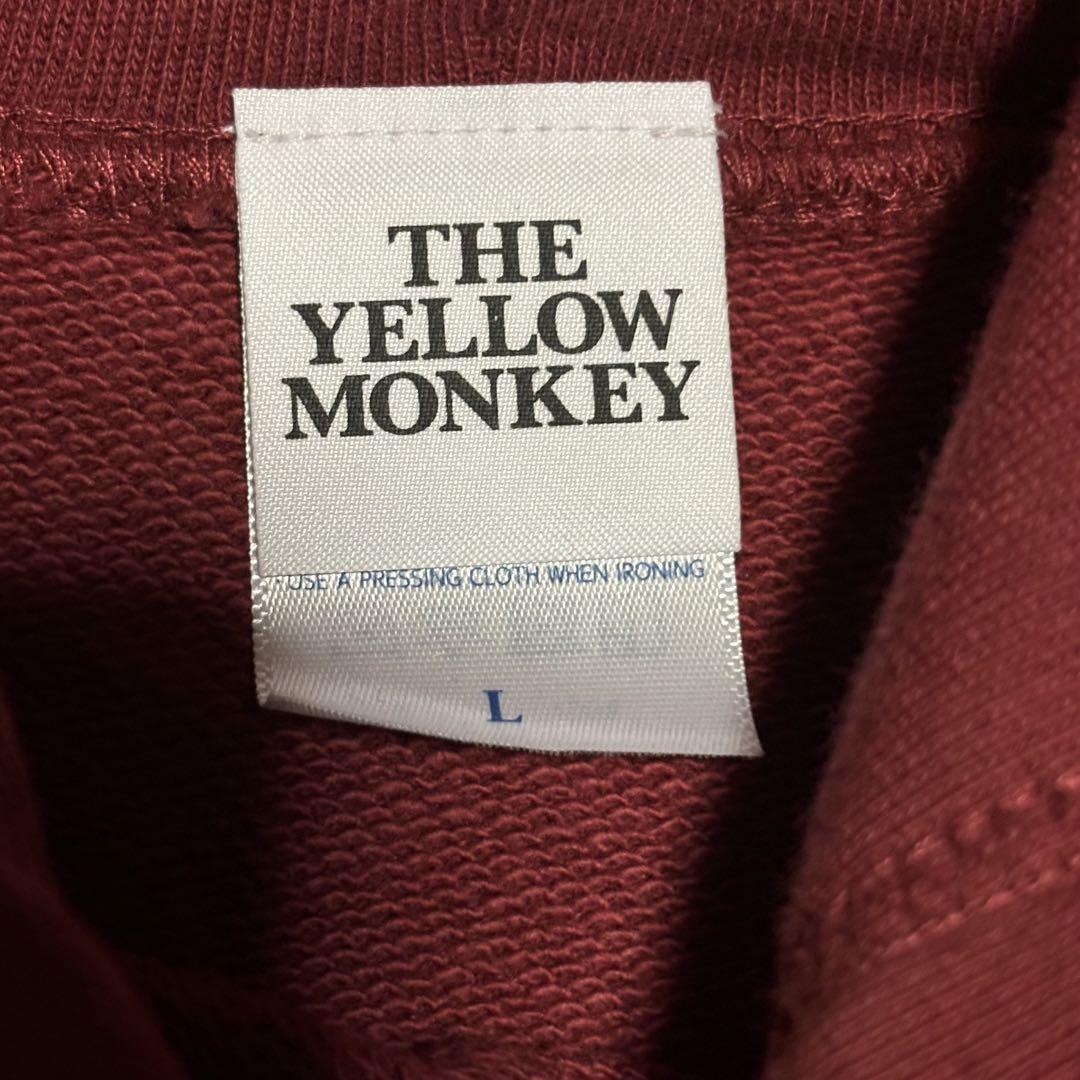 THE
YELLOW
MONKEY
USE A PRESSING CLOTH WHEN IRONING
L